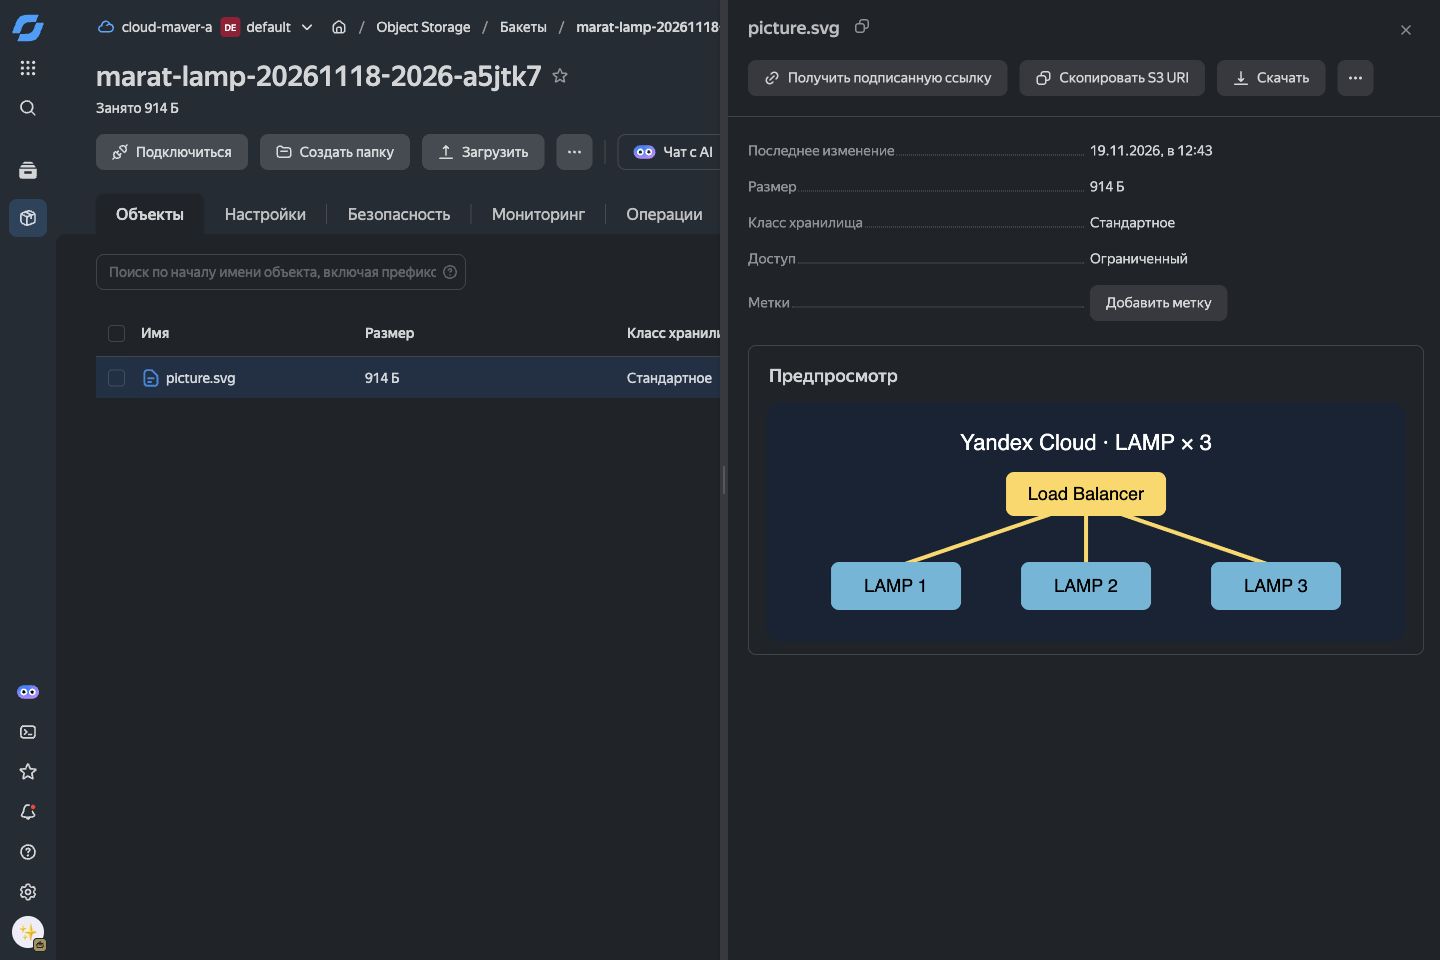 cloud-maver-a DE default / Object Storage / Бакеты / marat-lamp-20261118-
marat-lamp-20261118-2026-a5jtk7
Занято 914 Б
Подключиться
Создать папку
Загрузить
Чат с AI
Объекты
Настройки
Безопасность
Мониторинг
Операции
Поиск по началу имени объекта, включая префикс
Имя Размер Класс хранили
picture.svg 914 Б Стандартное
picture.svg
Получить подписанную ссылку
Скопировать S3 URI
Скачать
Последнее изменение 19.11.2026, в 12:43
Размер 914 Б
Класс хранилища Стандартное
Доступ Ограниченный
Метки Добавить метку
Предпросмотр
Yandex Cloud · LAMP × 3
Load Balancer
LAMP 1 LAMP 2 LAMP 3